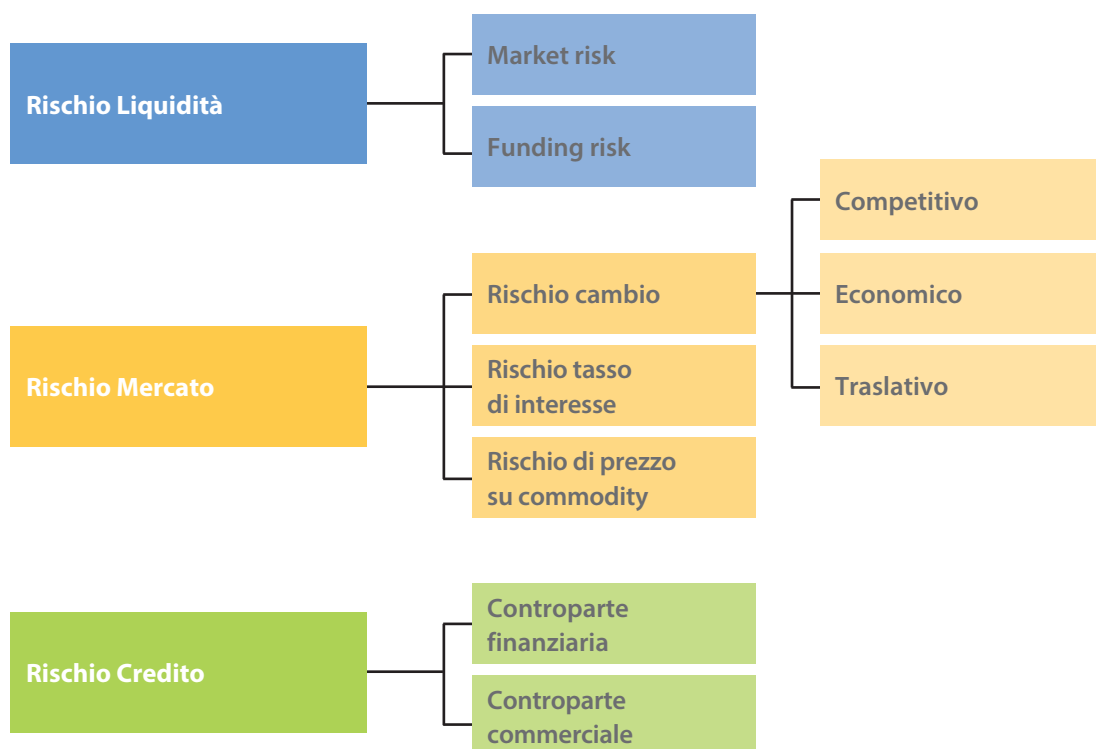 Rischio Liquidità
Market risk
Funding risk
Rischio Mercato
Rischio cambio
Rischio tasso
di interesse
Rischio di prezzo
su commodity
Competitivo
Economico
Traslativo
Rischio Credito
Controparte
finanziaria
Controparte
commerciale